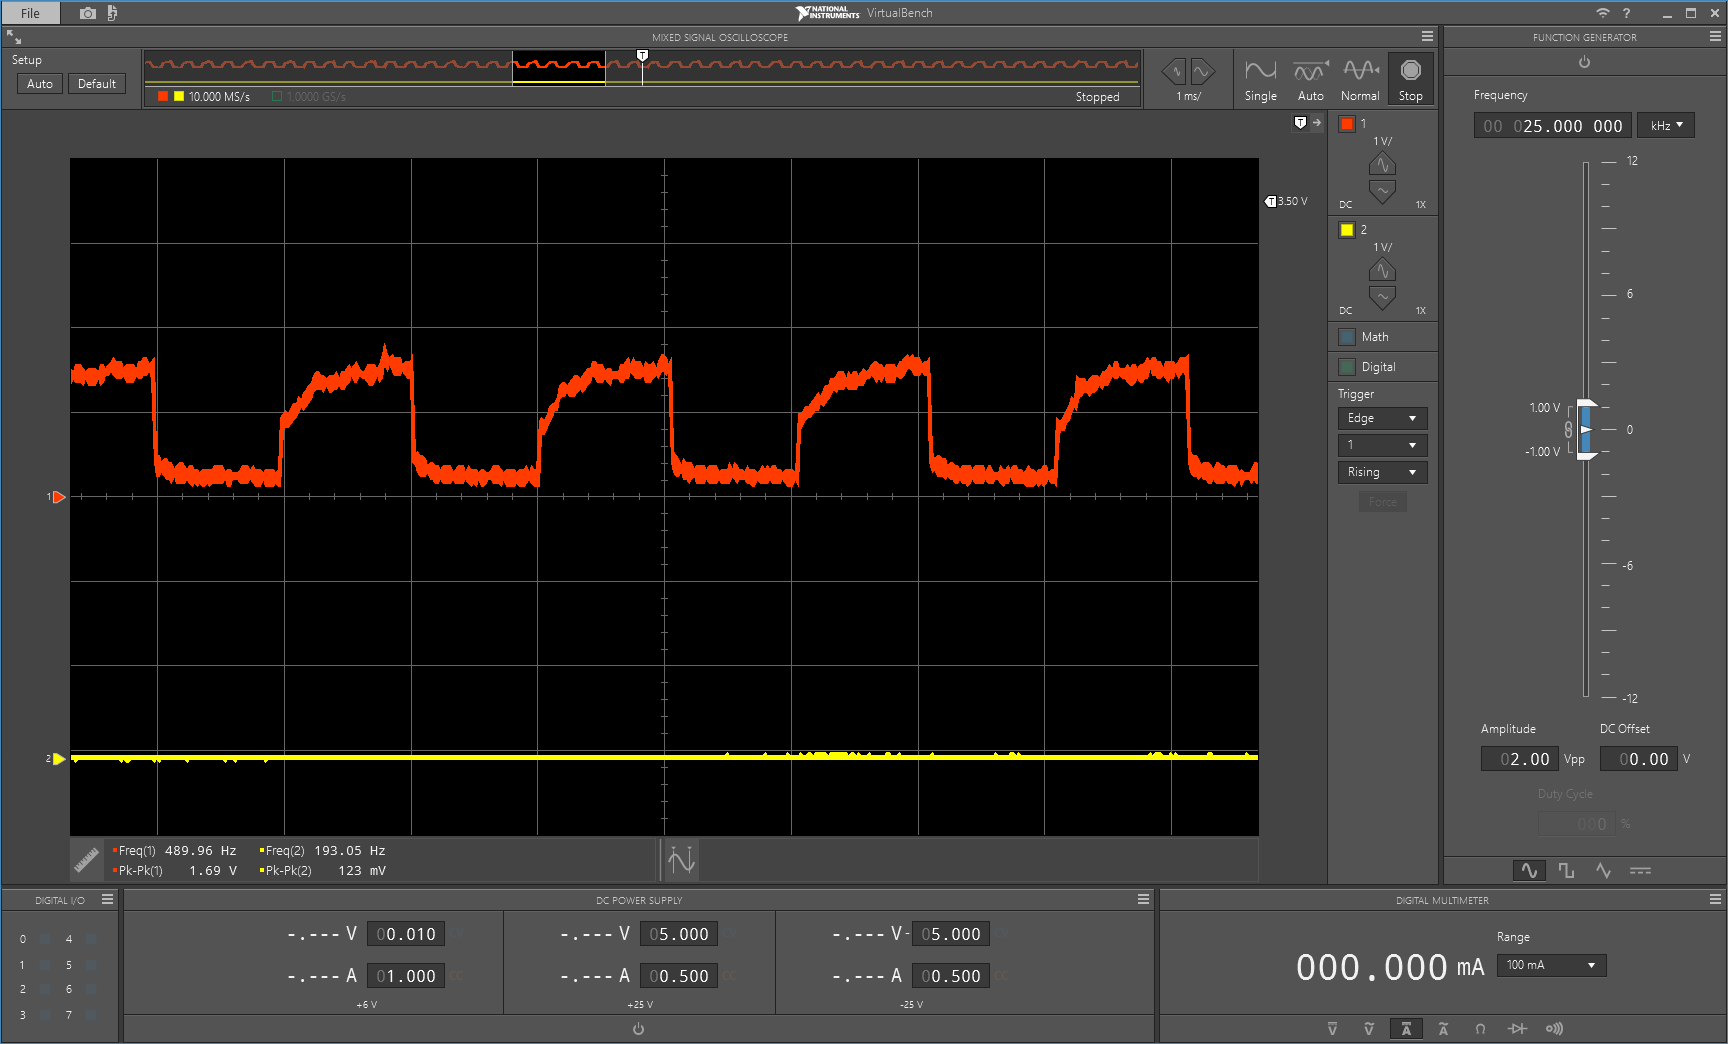 File
NATIONAL INSTRUMENTS VirtualBench
?
MIXED SIGNAL OSCILLOSCOPE
FUNCTION GENERATOR
Setup
Auto
Default
T
10.000 MS/s
1.0000 GS/s
Stopped
1 ms/
Single
Auto
Normal
Stop
T
T 3.50 V
1
1 V/
DC
1X
2
1 V/
DC
1X
Math
Digital
Trigger
Edge
1
Rising
Force
1
2
Frequency
00 025.000 000
kHz
12
6
1.00 V
0
-1.00 V
-6
-12
Amplitude
DC Offset
02.00 Vpp
00.00 V
Duty Cycle
000 %
Freq(1) 489.96 Hz
Freq(2) 193.05 Hz
Pk-Pk(1) 1.69 V
Pk-Pk(2) 123 mV
DIGITAL I/O
0 4
1 5
2 6
3 7
DC POWER SUPPLY
-.--- V 00.010 CV
-.--- V 05.000 CV
-.--- V - 05.000 CV
-.--- A 01.000 CC
-.--- A 00.500 CC
-.--- A 00.500 CC
+6 V
+25 V
-25 V
DIGITAL MULTIMETER
000.000 mA
Range
100 mA
V
V
A
A
Ω